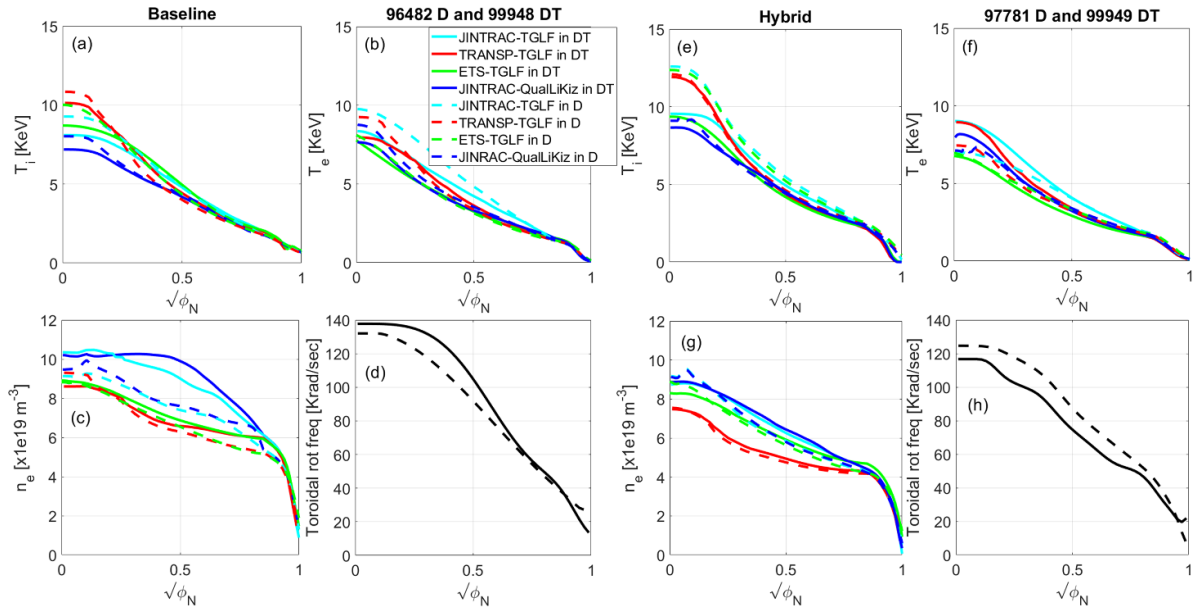 Baseline
96482 D and 99948 DT
Hybrid
97781 D and 99949 DT
(a)
T_i [KeV]
15
10
5
0
0
0.5
1
√ϕ_N
(b)
JINTRAC-TGLF in DT
TRANSP-TGLF in DT
ETS-TGLF in DT
JINTRAC-QualLiKiz in DT
JINTRAC-TGLF in D
TRANSP-TGLF in D
ETS-TGLF in D
JINRAC-QualLiKiz in D
T_e [KeV]
15
10
5
0
0
0.5
1
√ϕ_N
(e)
T_i [KeV]
15
10
5
0
0
0.5
1
√ϕ_N
(f)
T_e [KeV]
15
10
5
0
0
0.5
1
√ϕ_N
(c)
n_e [x1e19 m^-3]
12
10
8
6
4
2
0
0
0.5
1
√ϕ_N
(d)
Toroidal rot freq [Krad/sec]
140
120
100
80
60
40
20
0
0
0.5
1
√ϕ_N
(g)
n_e [x1e19 m^-3]
12
10
8
6
4
2
0
0
0.5
1
√ϕ_N
(h)
Toroidal rot freq [Krad/sec]
140
120
100
80
60
40
20
0
0
0.5
1
√ϕ_N